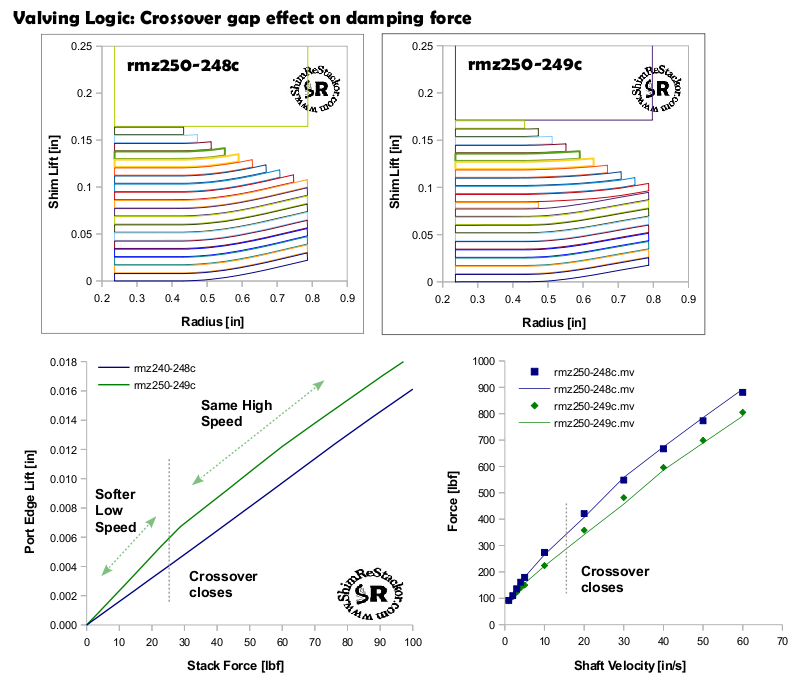 Valving Logic: Crossover gap effect on damping force
rmz250-248c
www.ShimReStackor.com
SR
0.25
0.2
0.15
0.1
0.05
0
Shim Lift [in]
0.2 0.3 0.4 0.5 0.6 0.7 0.8 0.9
Radius [in]
rmz250-249c
www.ShimReStackor.com
SR
0.25
0.2
0.15
0.1
0.05
0
Shim Lift [in]
0.2 0.3 0.4 0.5 0.6 0.7 0.8 0.9
Radius [in]
rmz240-248c
rmz250-249c
Same High
Speed
Softer
Low
Speed
Crossover
closes
www.ShimReStackor.com
SR
0.018
0.016
0.014
0.012
0.010
0.008
0.006
0.004
0.002
0.000
Port Edge Lift [in]
0 10 20 30 40 50 60 70 80 90 100
Stack Force [lbf]
rmz250-248c.mv
rmz250-248c.mv
rmz250-249c.mv
rmz250-249c.mv
Crossover
closes
1000
900
800
700
600
500
400
300
200
100
0
Force [lbf]
0 10 20 30 40 50 60 70
Shaft Velocity [in/s]